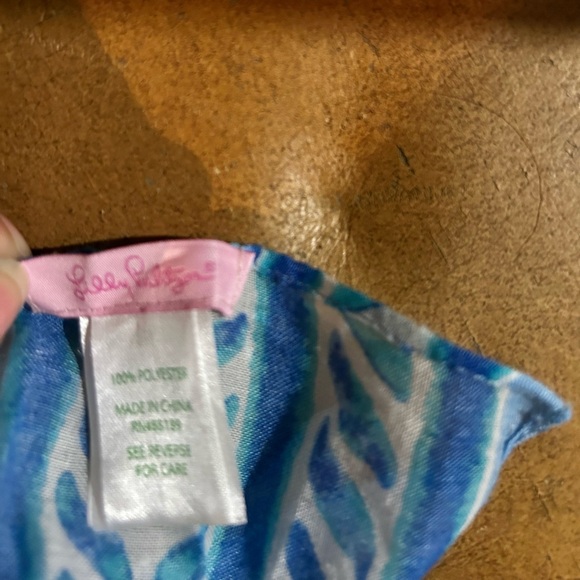 Lilly Pulitzer®
100% POLYESTER
MADE IN CHINA
SEE REVERSE
FOR CARE